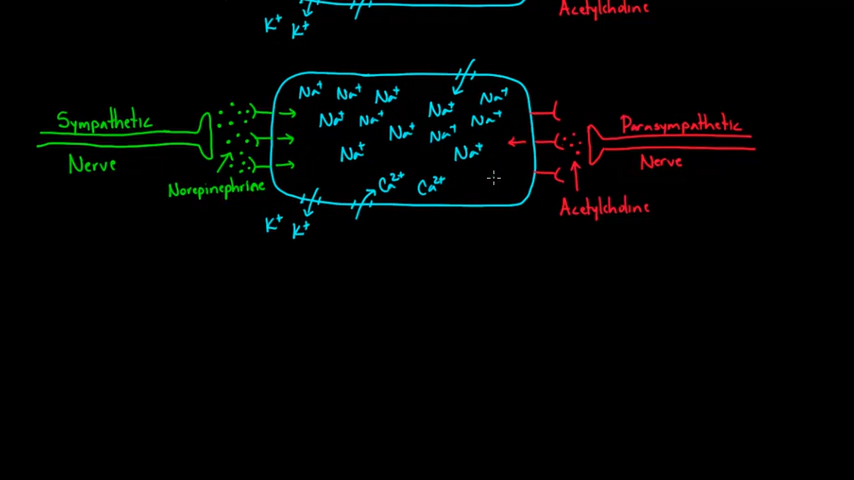 K+ K+
Acetylcholine
Na+ Na+ Na+ Na+ Na+
Na+ Na+ Na+
Na+ Na+
Na+ Na+
Ca2+ Ca2+
Sympathetic
Nerve
Norepinephrine
K+ K+
Parasympathetic
Nerve
Acetylcholine